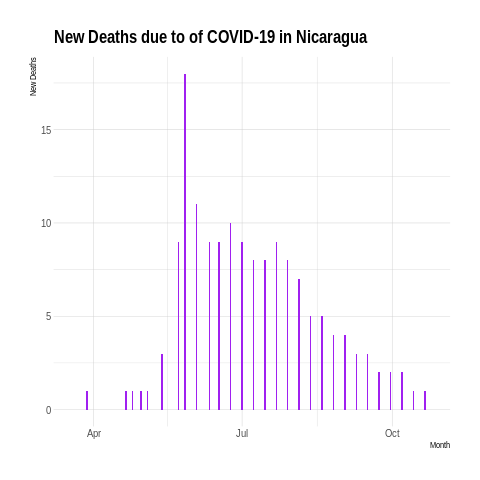 New Deaths due to of COVID-19 in Nicaragua
New Deaths
15
10
5
0
Apr
Jul
Oct
Month